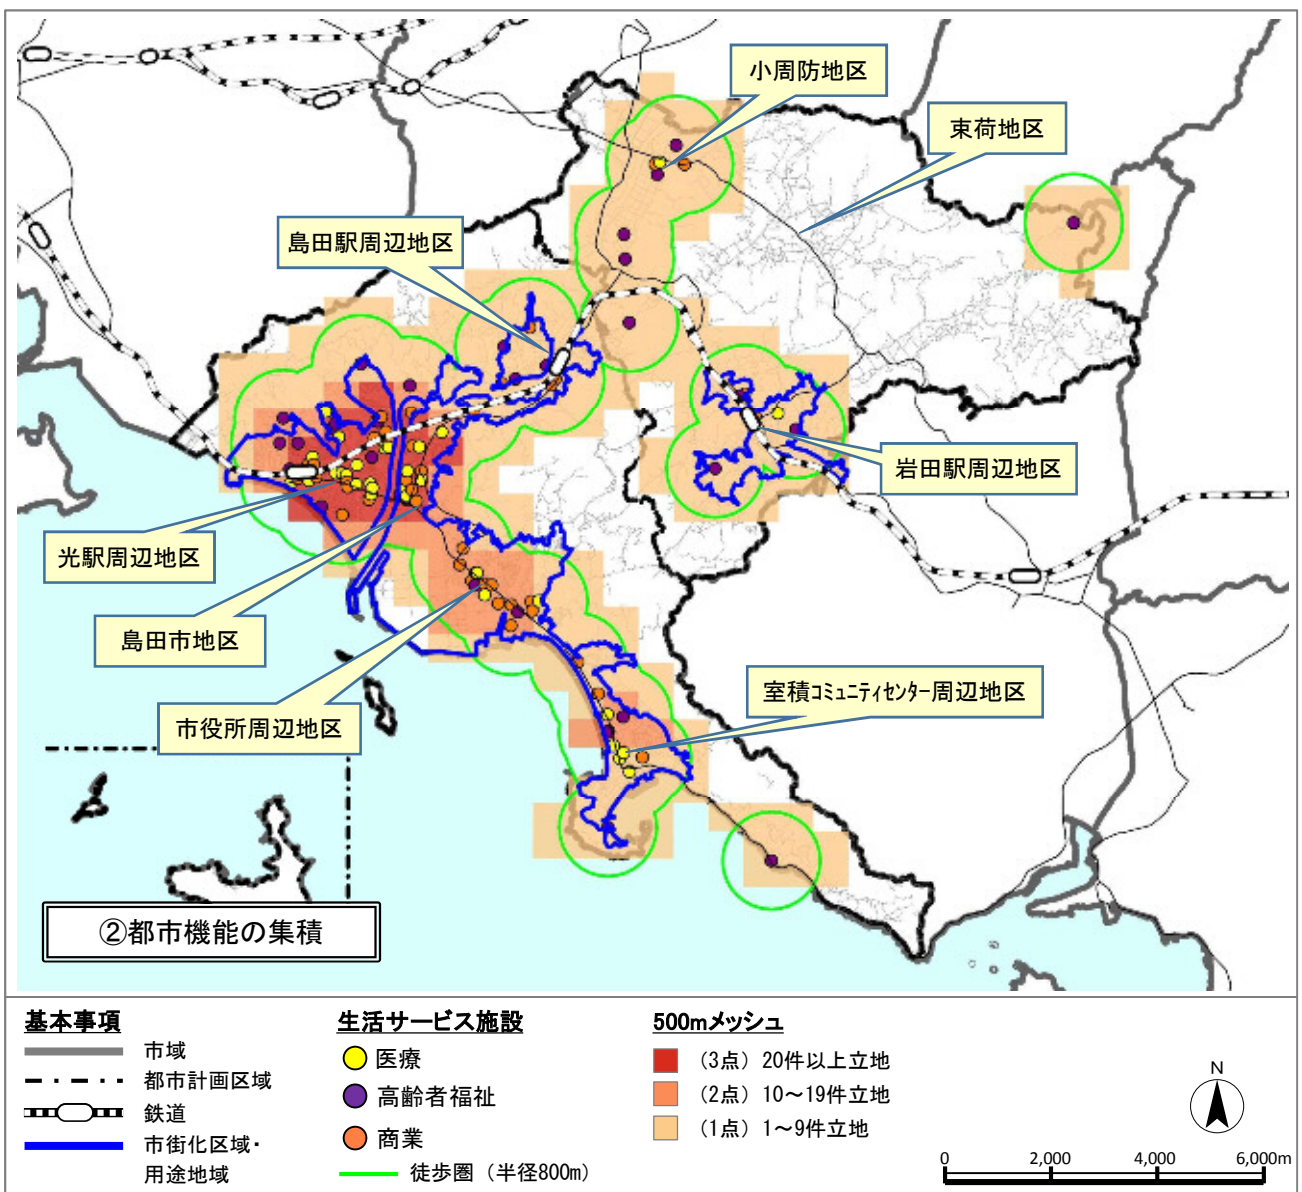 小周防地区
束荷地区
島田駅周辺地区
岩田駅周辺地区
光駅周辺地区
島田市地区
市役所周辺地区
室積ｺﾐｭﾆﾃｨｾﾝﾀｰ周辺地区
②都市機能の集積
基本事項
市域
都市計画区域
鉄道
市街化区域・
用途地域
生活サービス施設
医療
高齢者福祉
商業
徒歩圏（半径800m）
500mメッシュ
（3点）20件以上立地
（2点）10～19件立地
（1点）1～9件立地
N
0 2,000 4,000 6,000m